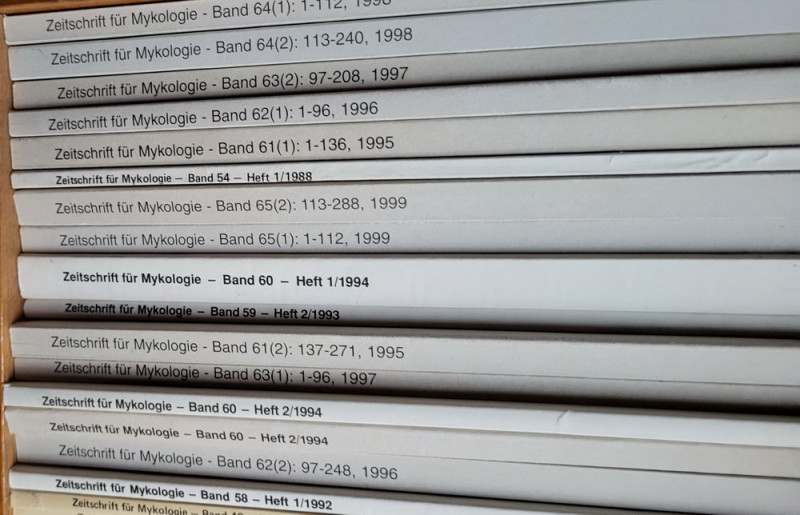 Zeitschrift für Mykologie - Band 64(1): 1-112, 1998
Zeitschrift für Mykologie - Band 64(2): 113-240, 1998
Zeitschrift für Mykologie - Band 63(2): 97-208, 1997
Zeitschrift für Mykologie - Band 62(1): 1-96, 1996
Zeitschrift für Mykologie - Band 61(1): 1-136, 1995
Zeitschrift für Mykologie – Band 54 – Heft 1/1988
Zeitschrift für Mykologie - Band 65(2): 113-288, 1999
Zeitschrift für Mykologie - Band 65(1): 1-112, 1999
Zeitschrift für Mykologie – Band 60 – Heft 1/1994
Zeitschrift für Mykologie – Band 59 – Heft 2/1993
Zeitschrift für Mykologie - Band 61(2): 137-271, 1995
Zeitschrift für Mykologie - Band 63(1): 1-96, 1997
Zeitschrift für Mykologie – Band 60 – Heft 2/1994
Zeitschrift für Mykologie – Band 60 – Heft 2/1994
Zeitschrift für Mykologie - Band 62(2): 97-248, 1996
Zeitschrift für Mykologie – Band 58 – Heft 1/1992
Zeitschrift für Mykologie – Band